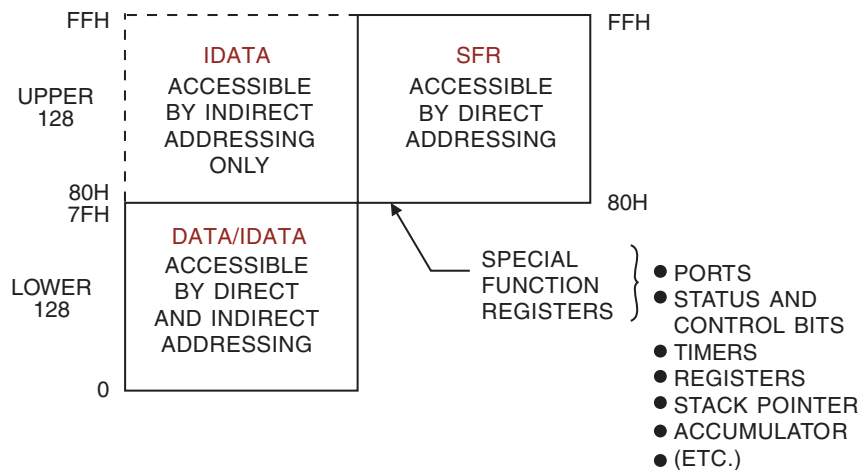 FFH
UPPER
128
80H
7FH
LOWER
128
0
IDATA
ACCESSIBLE
BY INDIRECT
ADDRESSING
ONLY
SFR
ACCESSIBLE
BY DIRECT
ADDRESSING
FFH
80H
DATA/IDATA
ACCESSIBLE
BY DIRECT
AND INDIRECT
ADDRESSING
SPECIAL
FUNCTION
REGISTERS
● PORTS
● STATUS AND
CONTROL BITS
● TIMERS
● REGISTERS
● STACK POINTER
● ACCUMULATOR
● (ETC.)